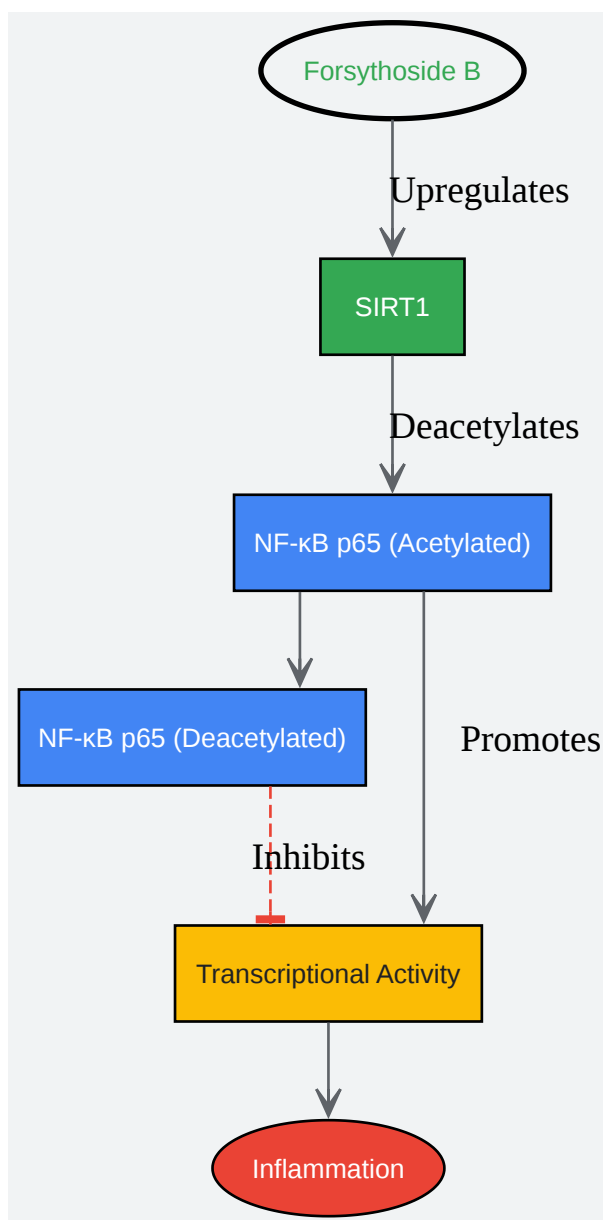 Forsythoside B
Upregulates
SIRT1
Deacetylates
NF-κB p65 (Acetylated)
NF-κB p65 (Deacetylated)
Promotes
Inhibits
Transcriptional Activity
Inflammation